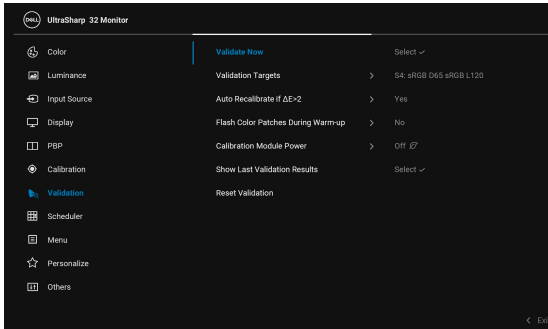 DELL UltraSharp 32 Monitor
Color
Validate Now Select
Luminance
Validation Targets S4: sRGB D65 sRGB L120
Input Source
Auto Recalibrate if ΔE>2 Yes
Display
Flash Color Patches During Warm-up No
PBP
Calibration Module Power Off
Calibration
Show Last Validation Results Select
Validation
Reset Validation
Scheduler
Menu
Personalize
Others
Exi